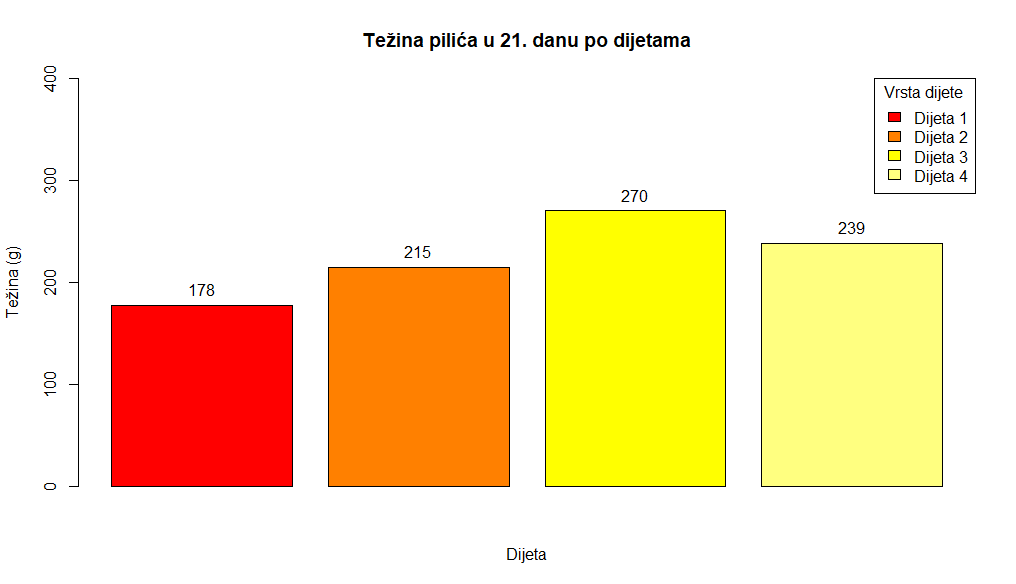 Težina pilića u 21. danu po dijetama
Težina (g)
400
300
200
100
0
178
215
270
239
Vrsta dijete
Dijeta 1
Dijeta 2
Dijeta 3
Dijeta 4
Dijeta